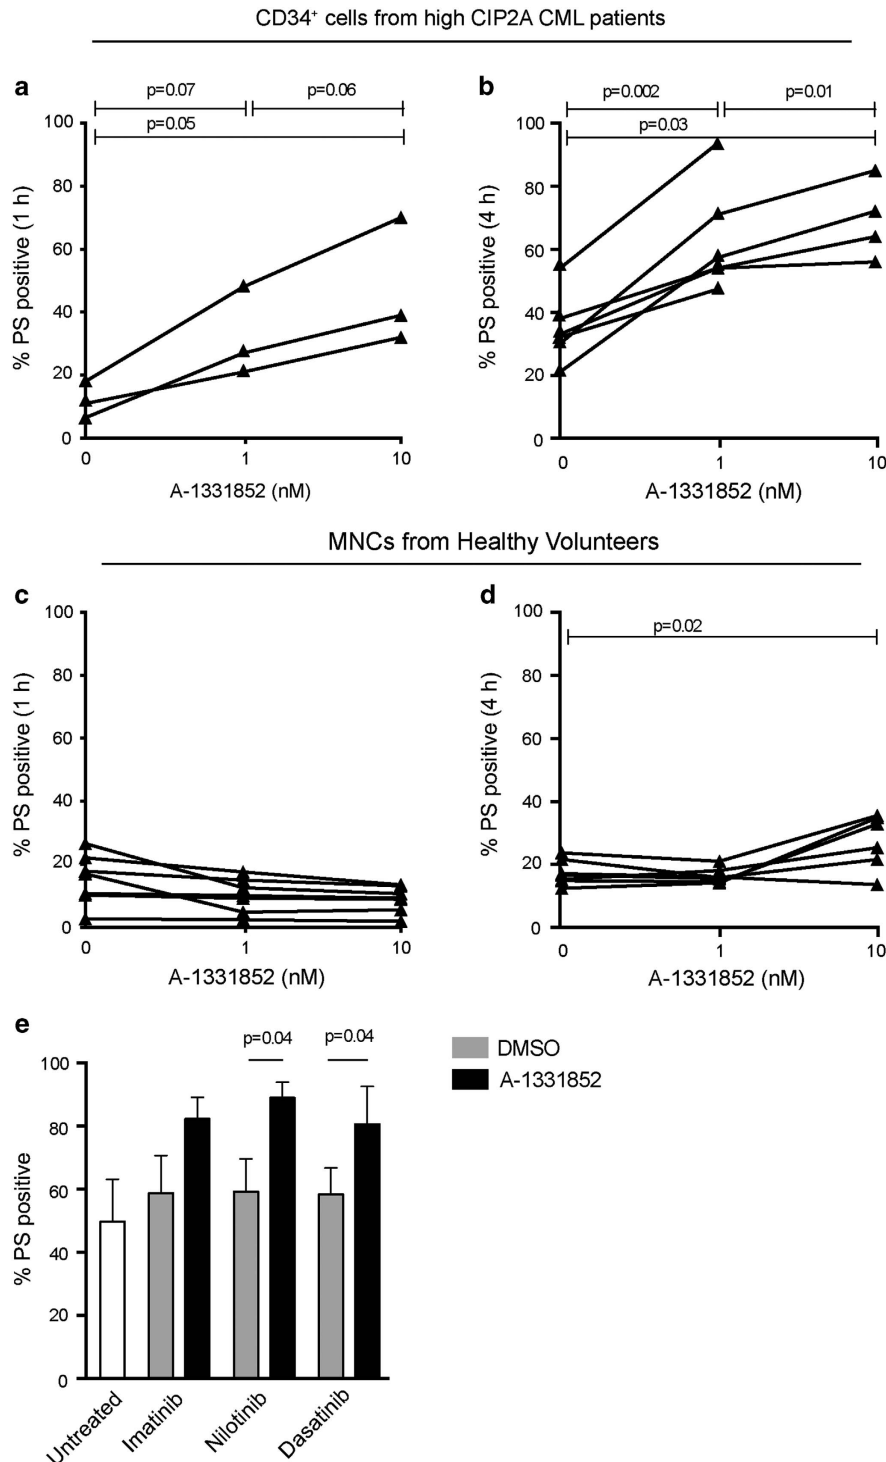 CD34⁺ cells from high CIP2A CML patients
a
p=0.07
p=0.06
p=0.05
% PS positive (1 h)
100
80
60
40
20
0
0 1 10
A-1331852 (nM)
b
p=0.002
p=0.01
p=0.03
% PS positive (4 h)
100
80
60
40
20
0
0 1 10
A-1331852 (nM)
MNCs from Healthy Volunteers
c
% PS positive (1 h)
100
80
60
40
20
0
0 1 10
A-1331852 (nM)
d
p=0.02
% PS positive (4 h)
100
80
60
40
20
0
0 1 10
A-1331852 (nM)
e
p=0.04 p=0.04
% PS positive
100
80
60
40
20
0
Untreated
Imatinib
Nilotinib
Dasatinib
DMSO
A-1331852